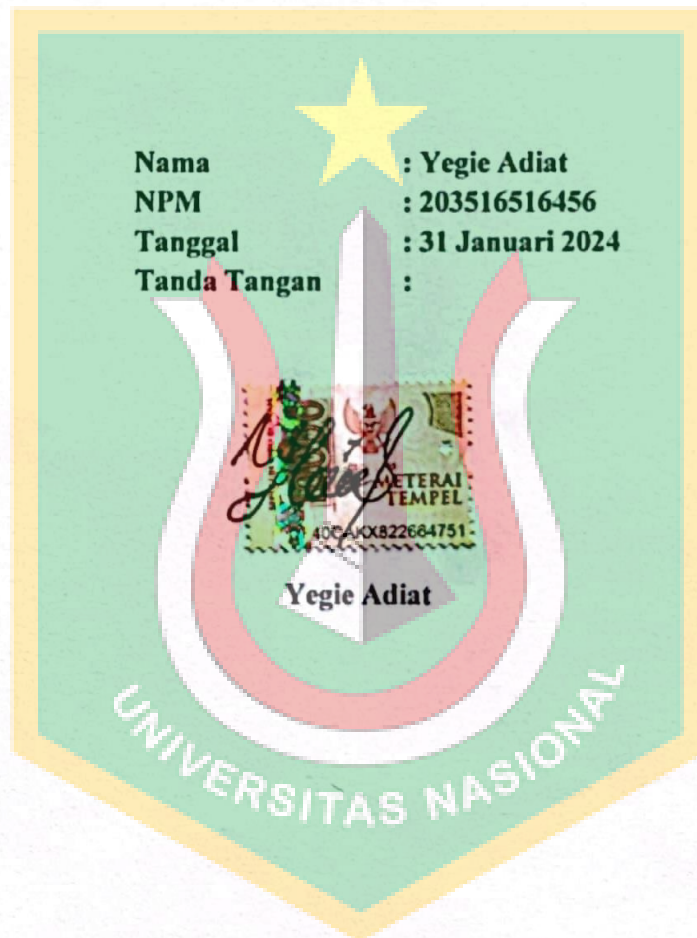 Nama : Yegie Adiat
NPM : 203516516456
Tanggal : 31 Januari 2024
Tanda Tangan :
METERAI
TEMPEL
Yegie Adiat
UNIVERSITAS NASIONAL